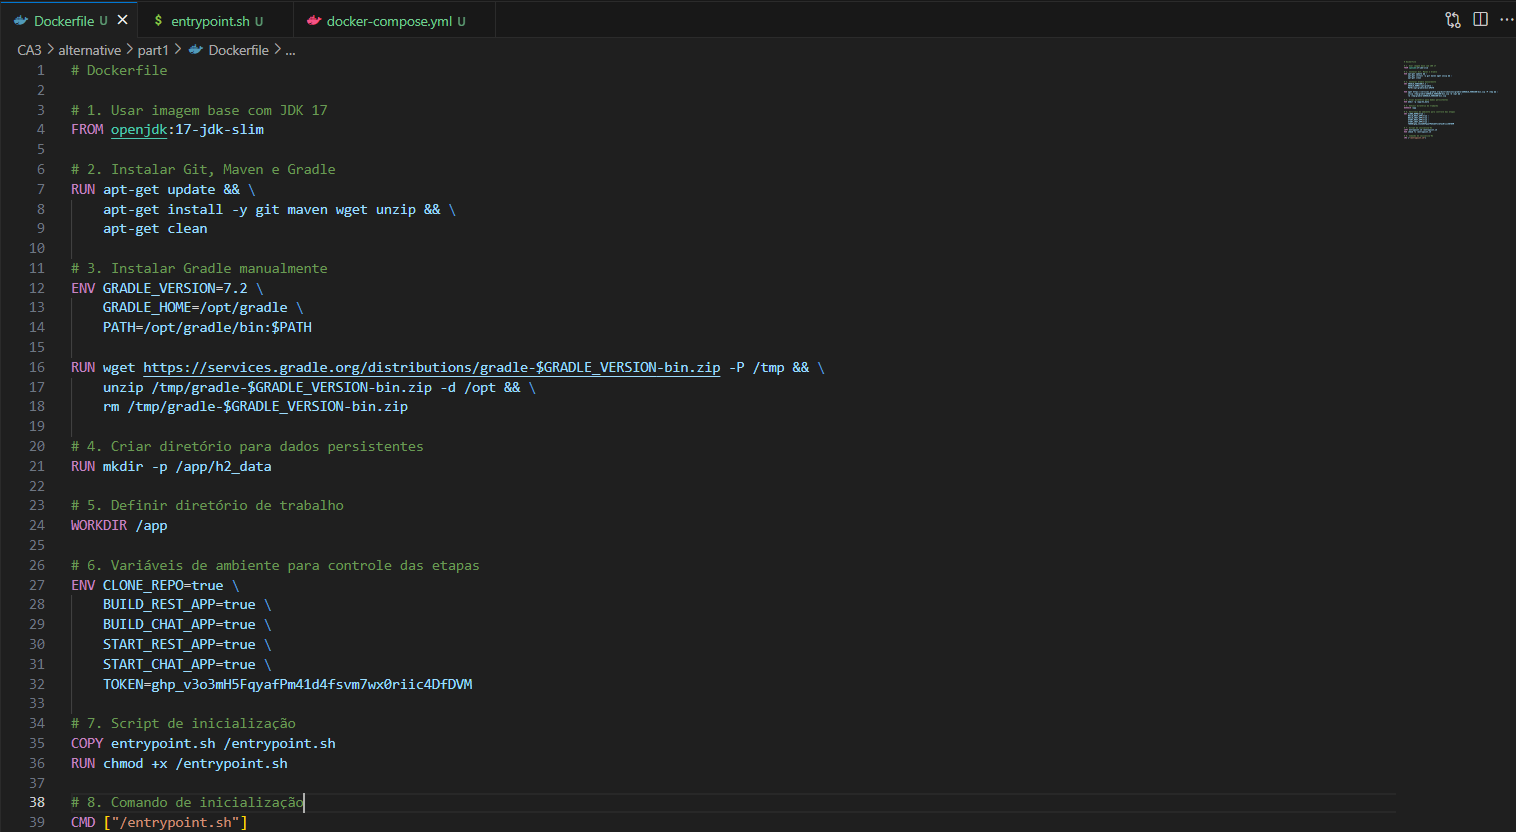 Dockerfile U
$ entrypoint.sh U
docker-compose.yml U
CA3 > alternative > part1 > Dockerfile > ...
1 # Dockerfile
2
3 # 1. Usar imagem base com JDK 17
4 FROM openjdk:17-jdk-slim
5
6 # 2. Instalar Git, Maven e Gradle
7 RUN apt-get update && \
8 apt-get install -y git maven wget unzip && \
9 apt-get clean
10
11 # 3. Instalar Gradle manualmente
12 ENV GRADLE_VERSION=7.2 \
13 GRADLE_HOME=/opt/gradle \
14 PATH=/opt/gradle/bin:$PATH
15
16 RUN wget https://services.gradle.org/distributions/gradle-$GRADLE_VERSION-bin.zip -P /tmp && \
17 unzip /tmp/gradle-$GRADLE_VERSION-bin.zip -d /opt && \
18 rm /tmp/gradle-$GRADLE_VERSION-bin.zip
19
20 # 4. Criar diretório para dados persistentes
21 RUN mkdir -p /app/h2_data
22
23 # 5. Definir diretório de trabalho
24 WORKDIR /app
25
26 # 6. Variáveis de ambiente para controle das etapas
27 ENV CLONE_REPO=true \
28 BUILD_REST_APP=true \
29 BUILD_CHAT_APP=true \
30 START_REST_APP=true \
31 START_CHAT_APP=true \
32 TOKEN=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
33
34 # 7. Script de inicialização
35 COPY entrypoint.sh /entrypoint.sh
36 RUN chmod +x /entrypoint.sh
37
38 # 8. Comando de inicialização
39 CMD ["/entrypoint.sh"]